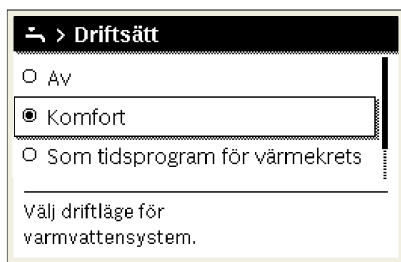 > Driftsätt
Av
Komfort
Som tidsprogram för värmekrets
Välj driftläge för
varmvattensystem.